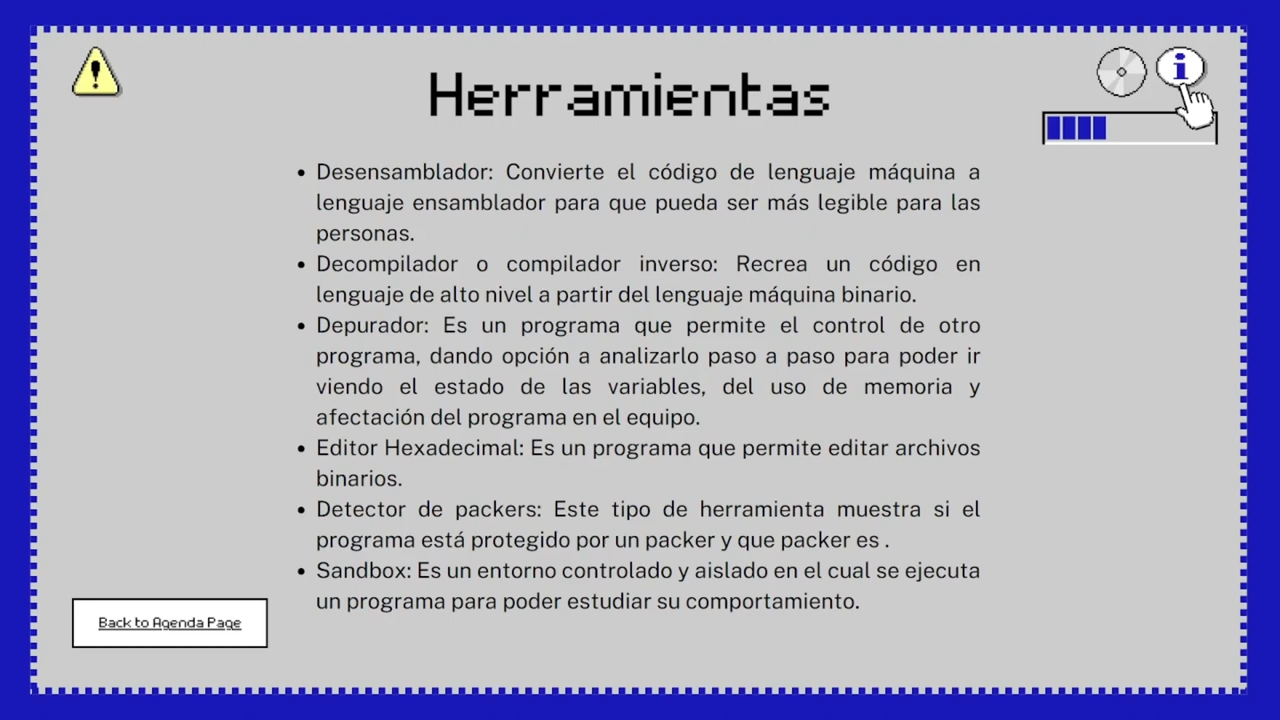 Herramientas
• Desensamblador: Convierte el código de lenguaje máquina a
lenguaje ensamblador para que pueda ser más legible para las
personas.
• Decompilador o compilador inverso: Recrea un código en
lenguaje de alto nivel a partir del lenguaje máquina binario.
• Depurador: Es un programa que permite el control de otro
programa, dando opción a analizarlo paso a paso para poder ir
viendo el estado de las variables, del uso de memoria y
afectación del programa en el equipo.
• Editor Hexadecimal: Es un programa que permite editar archivos
binarios.
• Detector de packers: Este tipo de herramienta muestra si el
programa está protegido por un packer y que packer es .
• Sandbox: Es un entorno controlado y aislado en el cual se ejecuta
un programa para poder estudiar su comportamiento.
Back to Agenda Page